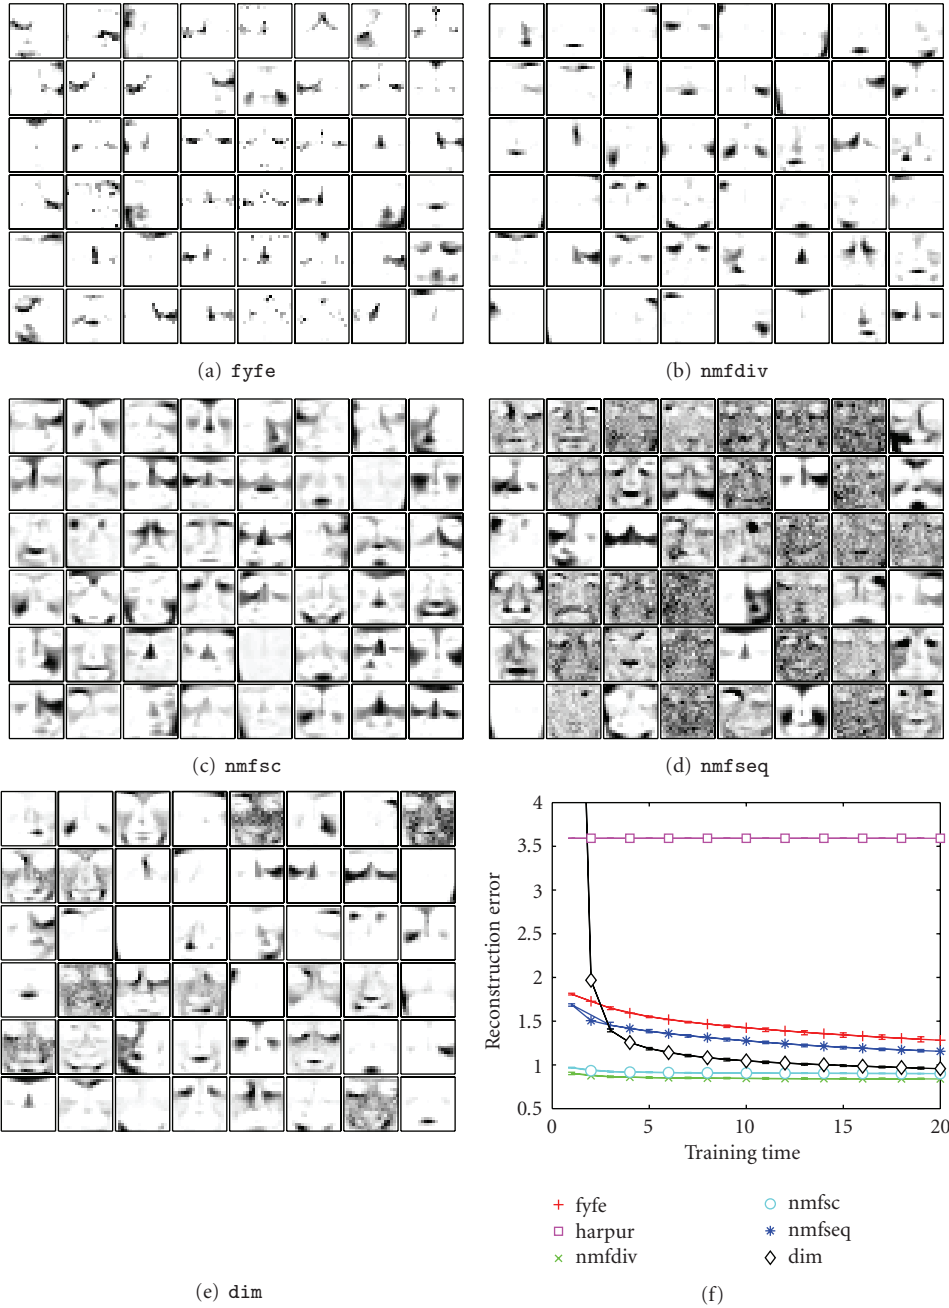 (a) fyfe
(b) nmfdiv
(c) nmfsc
(d) nmfseq
(e) dim
4
3.5
3
2.5
2
1.5
1
0.5
0
5
10
15
20
Reconstruction error
Training time
fyfe
harpur
nmfdiv
nmfsc
nmfseq
dim
(f)